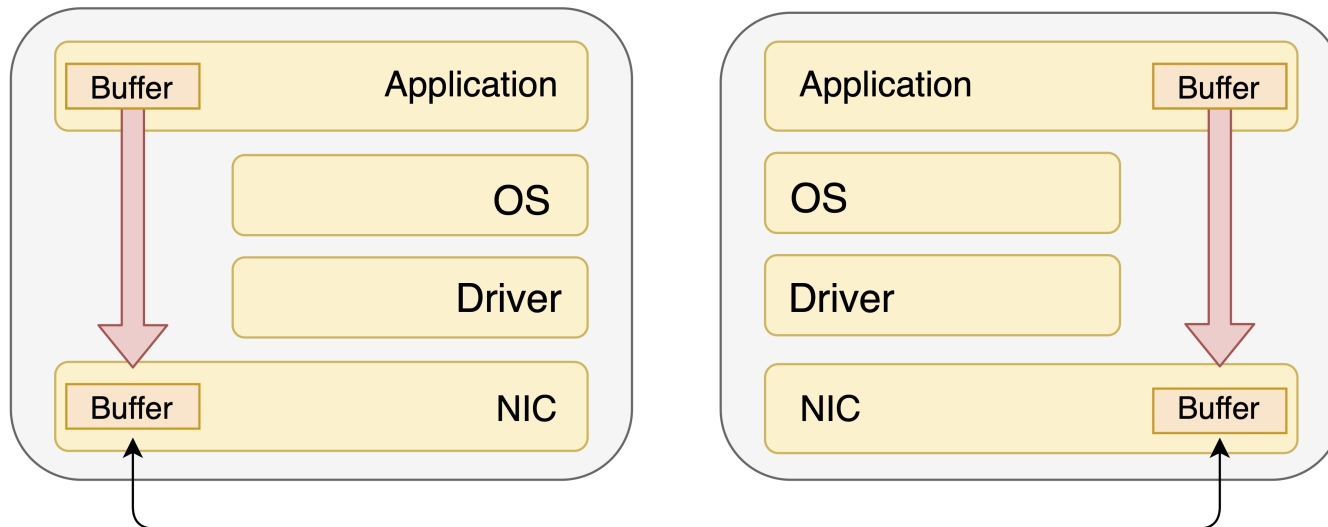 Buffer
Application
OS
Driver
Buffer
NIC
Application
Buffer
OS
Driver
NIC
Buffer